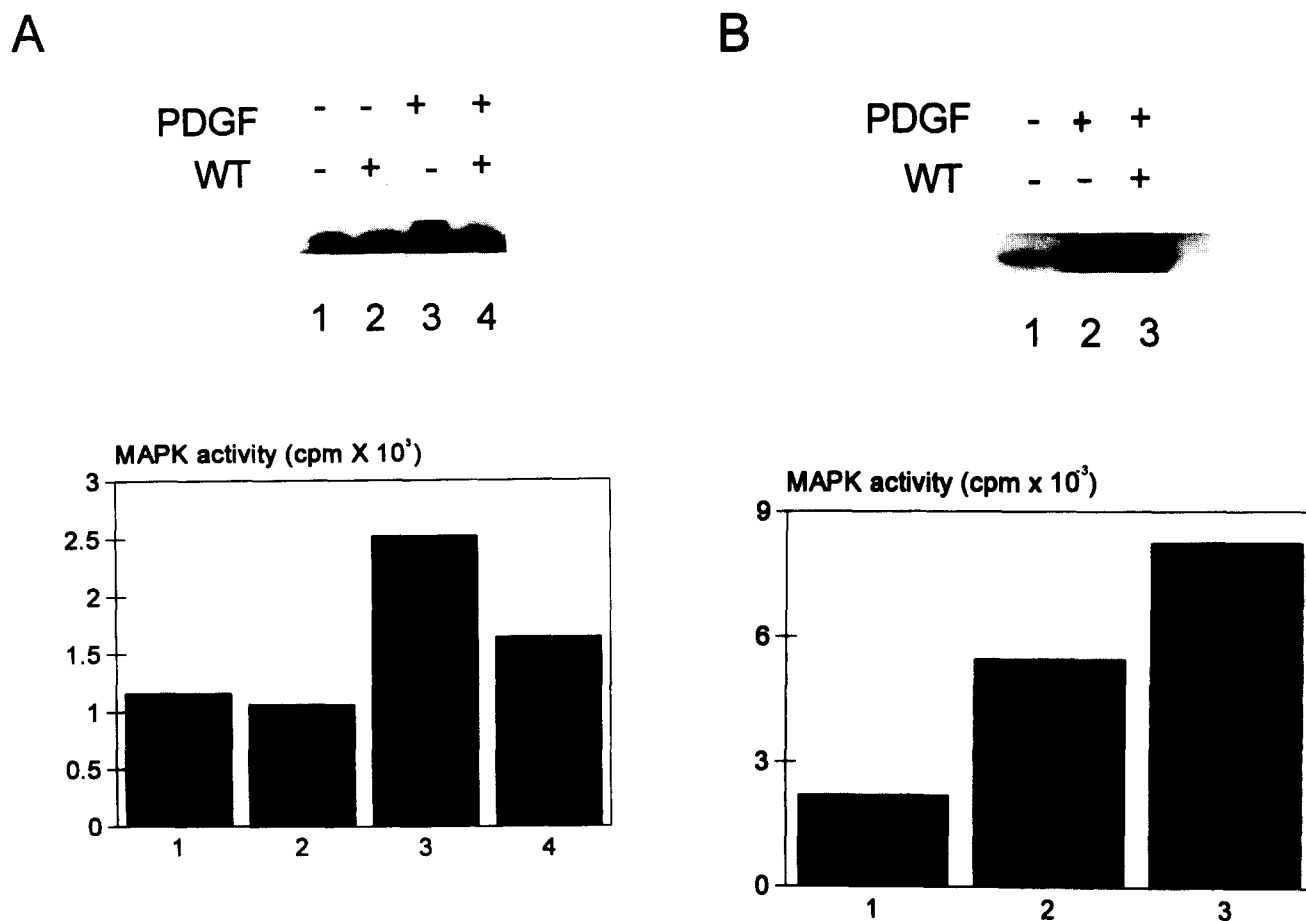 A
PDGF - - + +
WT - + - +
1 2 3 4
MAPK activity (cpm X 10³)
3
2.5
2
1.5
1
0.5
0
1 2 3 4
B
PDGF - + +
WT - - +
1 2 3
MAPK activity (cpm x 10⁻³)
9
6
3
0
1 2 3